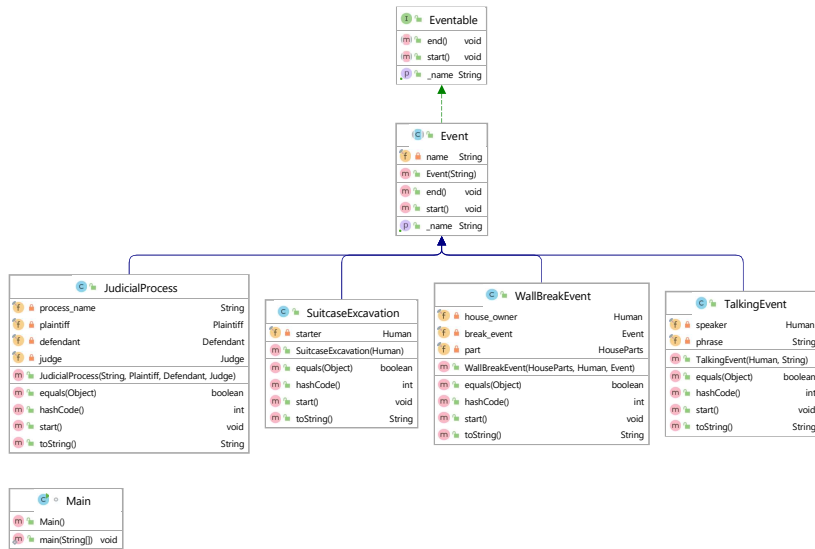 Eventable
end() void
start() void
_name String
Event
name String
Event(String)
end() void
start() void
_name String
JudicialProcess
process_name String
plaintiff Plaintiff
defendant Defendant
judge Judge
JudicialProcess(String, Plaintiff, Defendant, Judge)
equals(Object) boolean
hashCode() int
start() void
toString() String
SuitcaseExcavation
starter Human
SuitcaseExcavation(Human)
equals(Object) boolean
hashCode() int
start() void
toString() String
WallBreakEvent
house_owner Human
break_event Event
part HouseParts
WallBreakEvent(HouseParts, Human, Event)
equals(Object) boolean
hashCode() int
start() void
toString() String
TalkingEvent
speaker Human
phrase String
TalkingEvent(Human, String)
equals(Object) boolean
hashCode() int
start() void
toString() String
Main
Main()
main(String[]) void